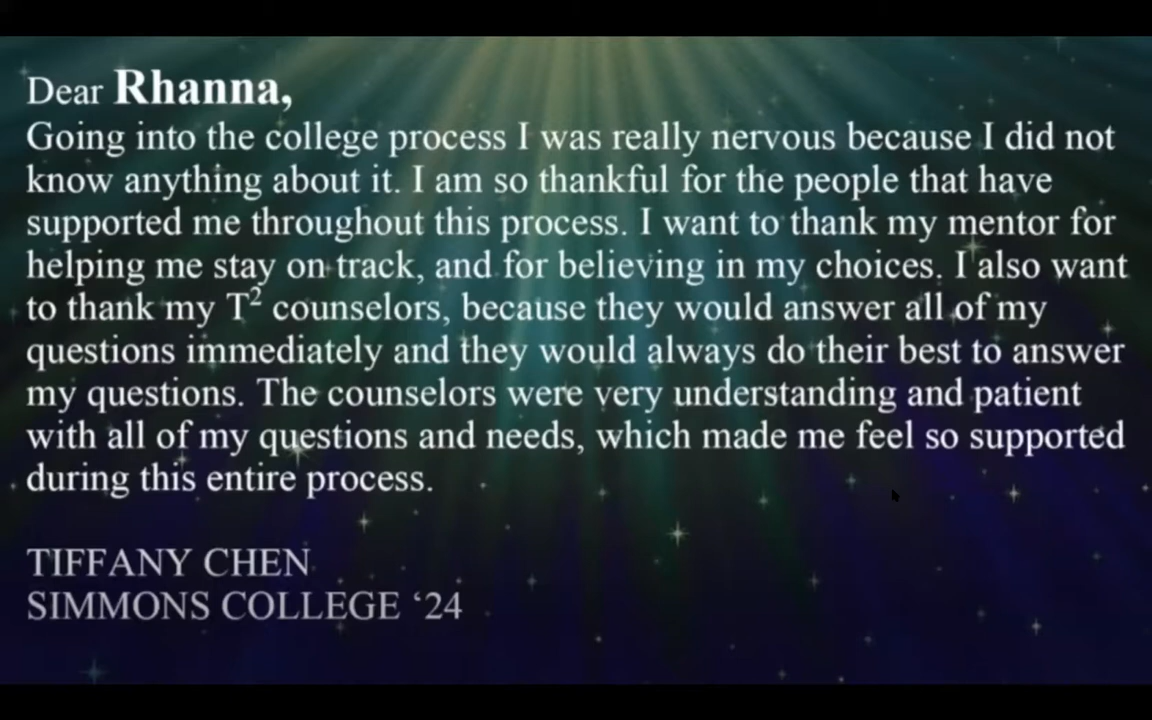 Dear Rhanna,
Going into the college process I was really nervous because I did not
know anything about it. I am so thankful for the people that have
supported me throughout this process. I want to thank my mentor for
helping me stay on track, and for believing in my choices. I also want
to thank my T² counselors, because they would answer all of my
questions immediately and they would always do their best to answer
my questions. The counselors were very understanding and patient
with all of my questions and needs, which made me feel so supported
during this entire process.
TIFFANY CHEN
SIMMONS COLLEGE ‘24